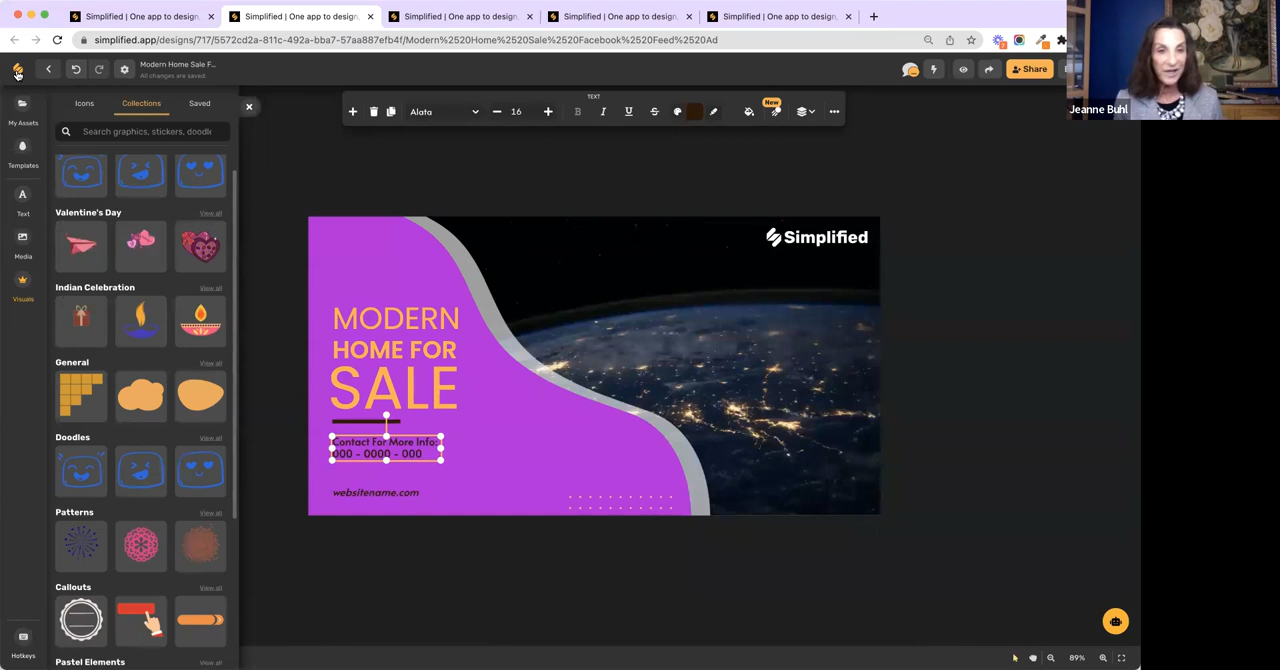 Simplified | One app to design,
Simplified | One app to design,
Simplified | One app to design,
Simplified | One app to design,
Simplified | One app to design,
simplified.app/designs/717/5572cd2a-811c-492a-bba7-57aa887efb4f/Modern%2520Home%2520Sale%2520Facebook%2520Feed%2520Ad
Modern Home Sale F...
All changes are saved.
Share
Jeanne Buhl
My Assets
Templates
Text
Media
Visuals
Hotkeys
Icons
Collections
Saved
Search graphics, stickers, doodle
Valentine's Day
View all
Indian Celebration
View all
General
View all
Doodles
View all
Patterns
View all
Callouts
View all
Pastel Elements
View all
TEXT
Alata
16
B
I
U
S
New
Simplified
MODERN
HOME FOR
SALE
Contact For More Info:
000 - 0000 - 000
websitename.com
89%